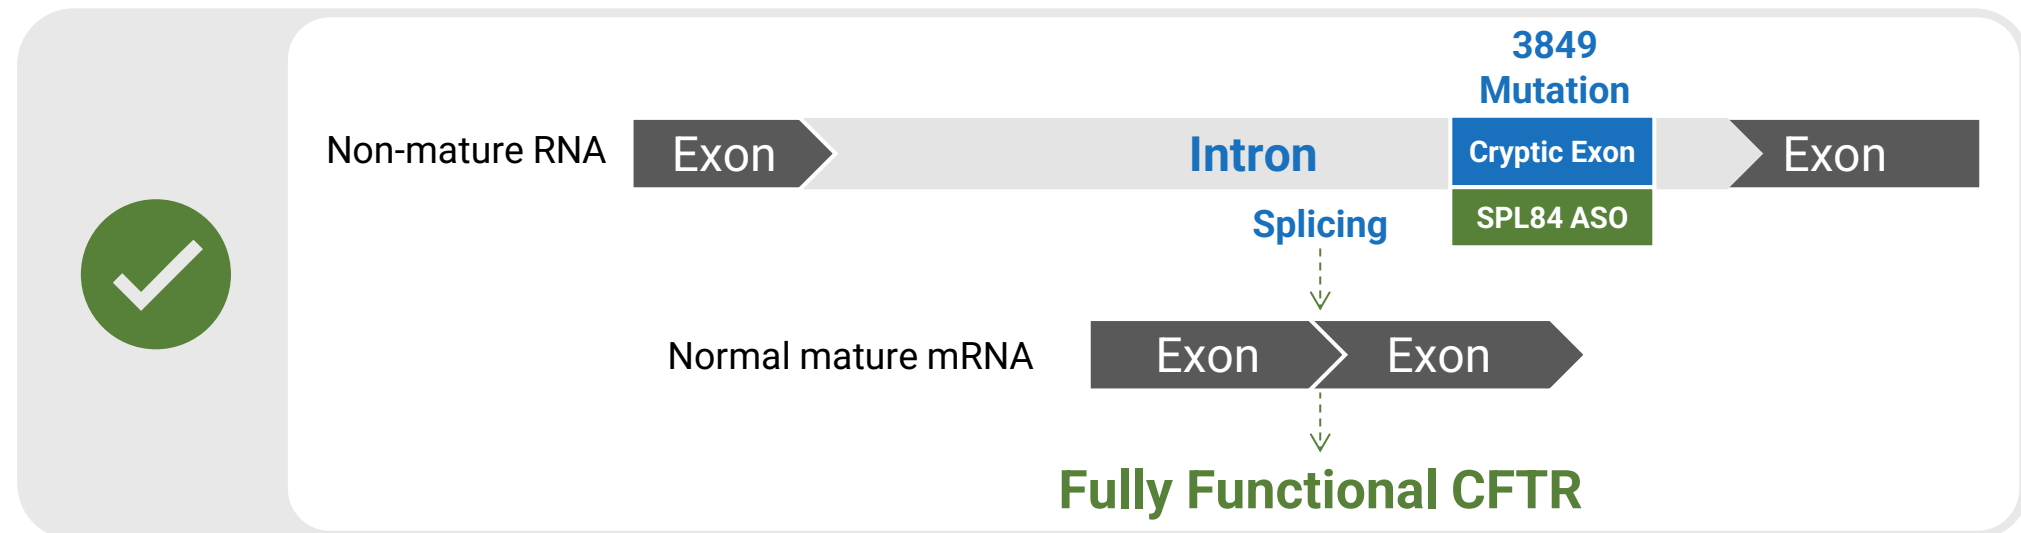 3849
Mutation
Non-mature RNA
Exon
Intron
Cryptic Exon
Exon
SPL84 ASO
Splicing
Normal mature mRNA
Exon
Exon
Fully Functional CFTR